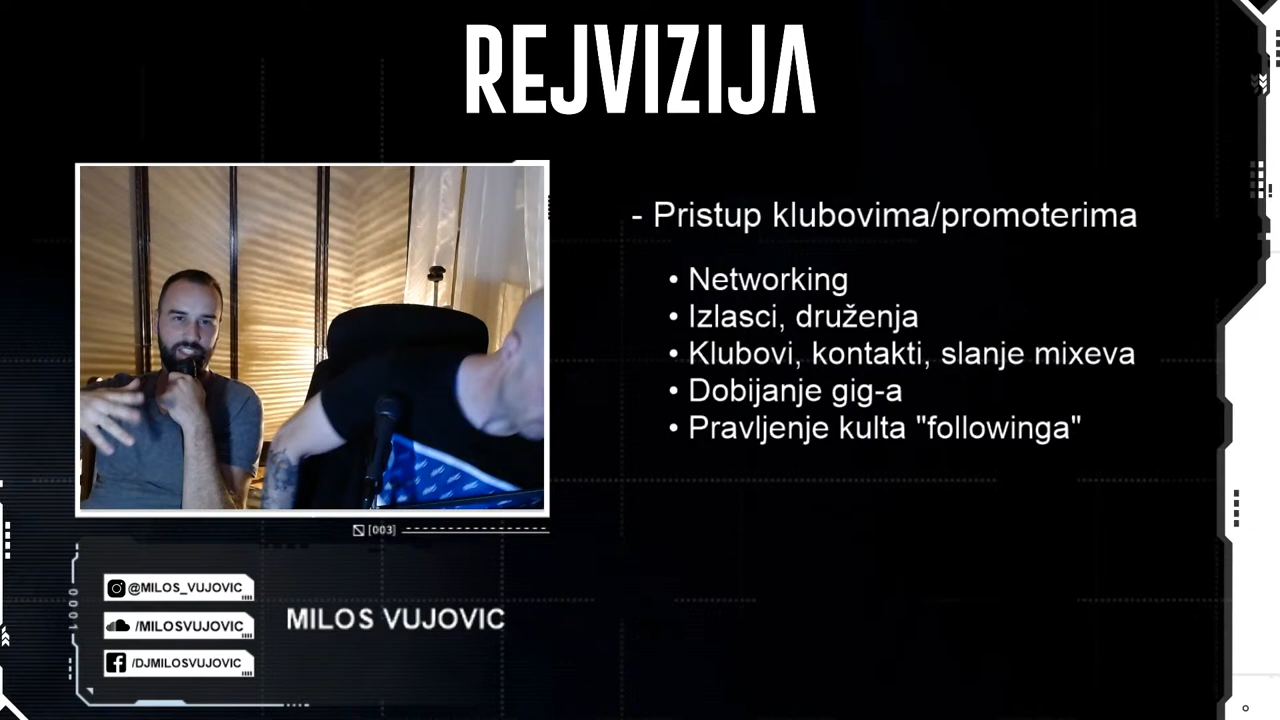 REJVIZIJA
- Pristup klubovima/promoterima
• Networking
• Izlasci, druženja
• Klubovi, kontakti, slanje mixeva
• Dobijanje gig-a
• Pravljenje kulta "followinga"
[003]
0001
@MILOS_VUJOVIC
/MILOSVUJOVIC
/DJMILOSVUJOVIC
MILOS VUJOVIC